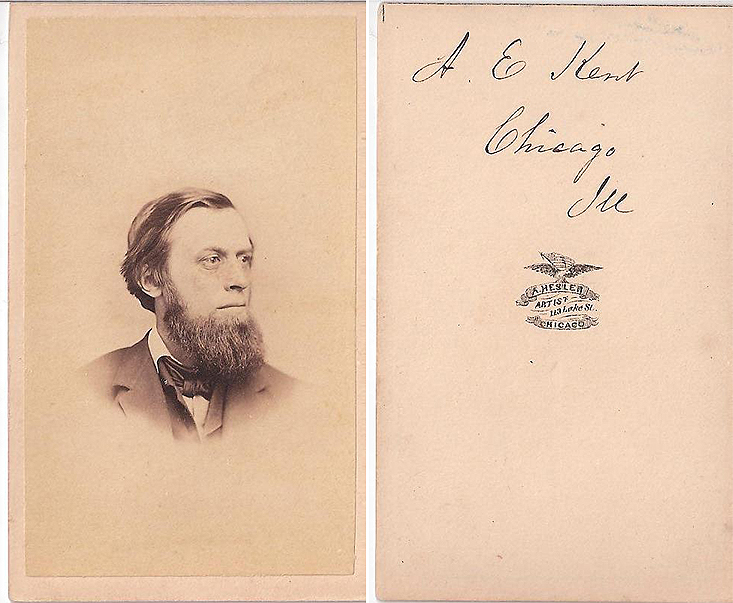 A. E Kent
Chicago
Ill
A. HESLER
ARTIST
113 Lake St.
CHICAGO